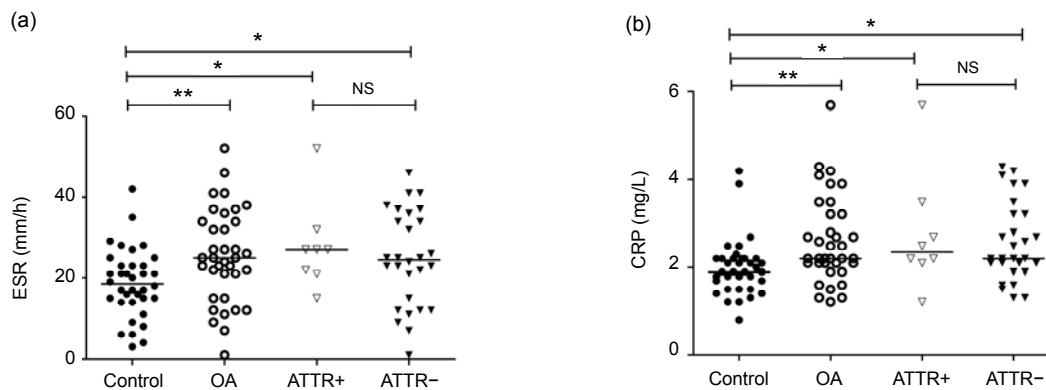 (a)
*
*
**
NS
60
40
20
0
ESR (mm/h)
Control OA ATTR+ ATTR−
(b)
*
*
**
NS
6
4
2
0
CRP (mg/L)
Control OA ATTR+ ATTR−